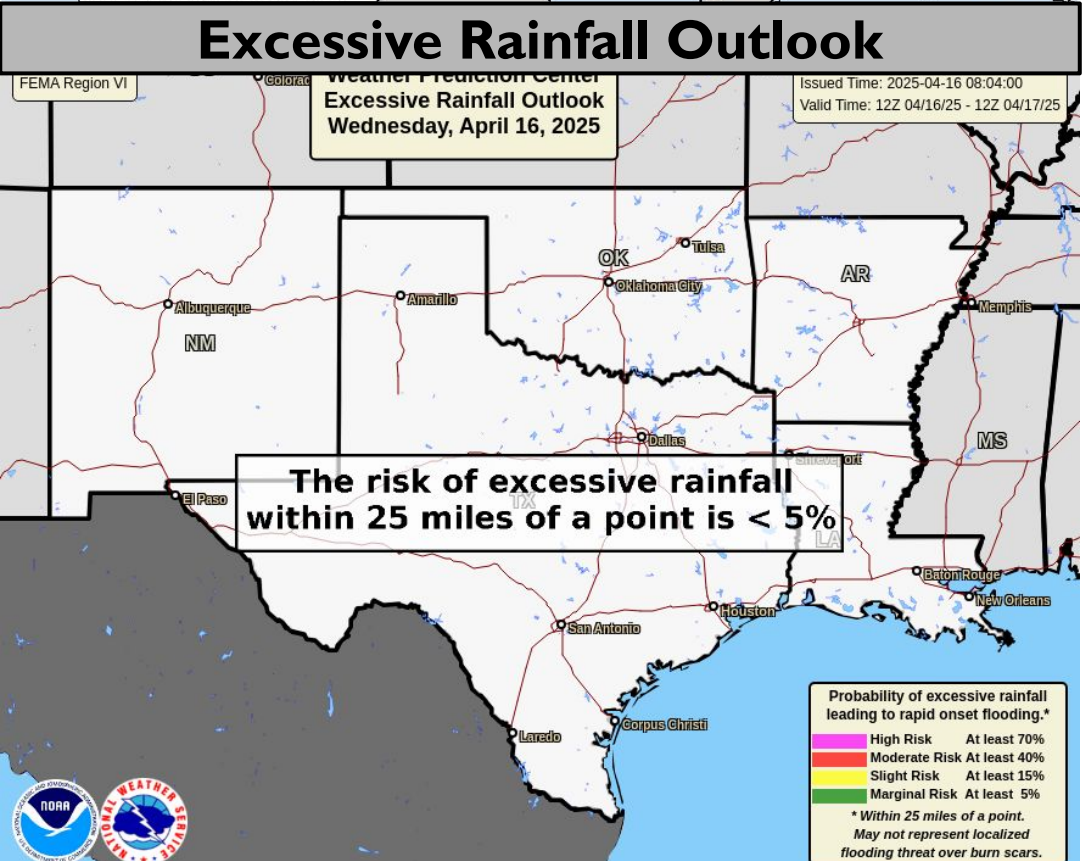 Excessive Rainfall Outlook
FEMA Region VI
Weather Prediction Center
Excessive Rainfall Outlook
Wednesday, April 16, 2025
Issued Time: 2025-04-16 08:04:00
Valid Time: 12Z 04/16/25 - 12Z 04/17/25
Tulsa
OK
Oklahoma City
AR
Albuquerque
Amarillo
Memphis
NM
Dallas
MS
Shreveport
The risk of excessive rainfall
within 25 miles of a point is < 5%
El Paso
TX
LA
Baton Rouge
New Orleans
Houston
San Antonio
Corpus Christi
Laredo
Probability of excessive rainfall
leading to rapid onset flooding.*
High Risk At least 70%
Moderate Risk At least 40%
Slight Risk At least 15%
Marginal Risk At least 5%
* Within 25 miles of a point.
May not represent localized
flooding threat over burn scars.
NOAA
NATIONAL WEATHER SERVICE